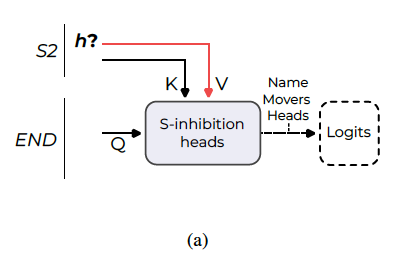 S2
h?
K
V
Name
Movers
Heads
END
Q
S-inhibition
heads
Logits
(a)